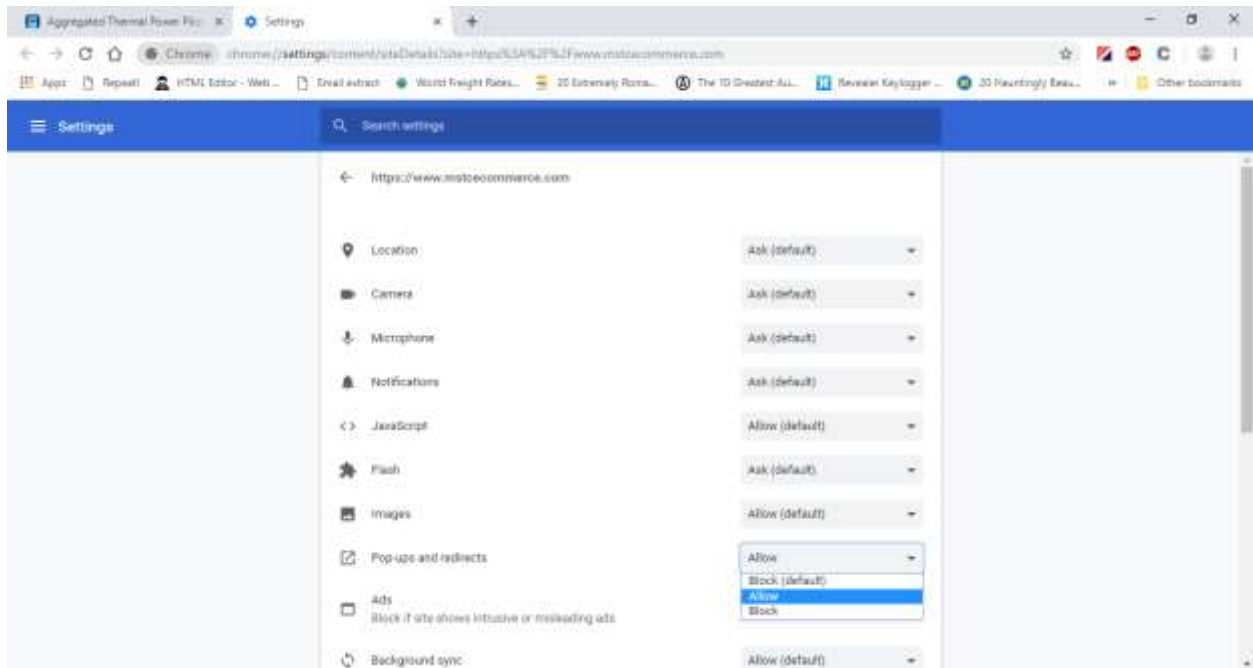 Aggregated Thermal Power Pilo
Settings
Chrome chrome://settings/content/siteDetails?site=https%3A%2F%2Fwww.mstcecommerce.com
Apps Repeat! HTML Editor - Web ... Email extract World Freight Rates... 20 Extremely Roma... The 10 Greatest Au... Revealer Keylogger ... 20 Hauntingly Beau... Other bookmarks
Settings Search settings
https://www.mstcecommerce.com
Location Ask (default)
Camera Ask (default)
Microphone Ask (default)
Notifications Ask (default)
JavaScript Allow (default)
Flash Ask (default)
Images Allow (default)
Pop-ups and redirects Allow
Block (default)
Allow
Block
Ads
Block if site shows intrusive or misleading ads
Background sync Allow (default)